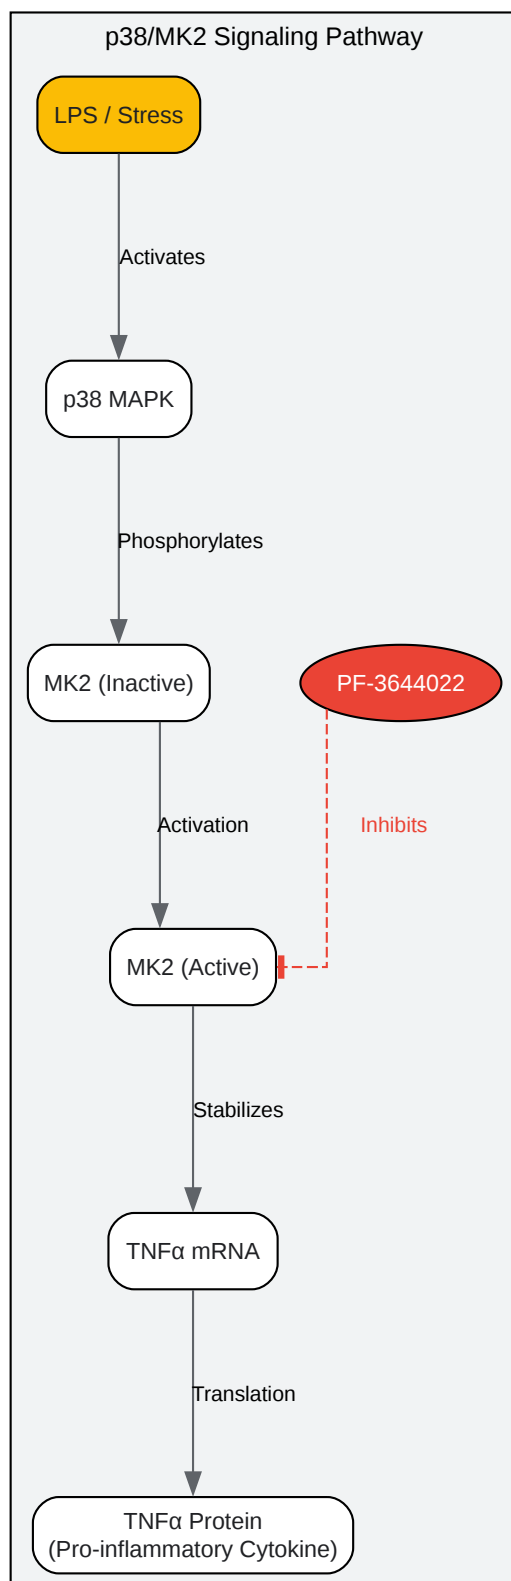 p38/MK2 Signaling Pathway
LPS / Stress
Activates
p38 MAPK
Phosphorylates
MK2 (Inactive)
PF-3644022
Activation
Inhibits
MK2 (Active)
Stabilizes
TNFα mRNA
Translation
TNFα Protein
(Pro-inflammatory Cytokine)